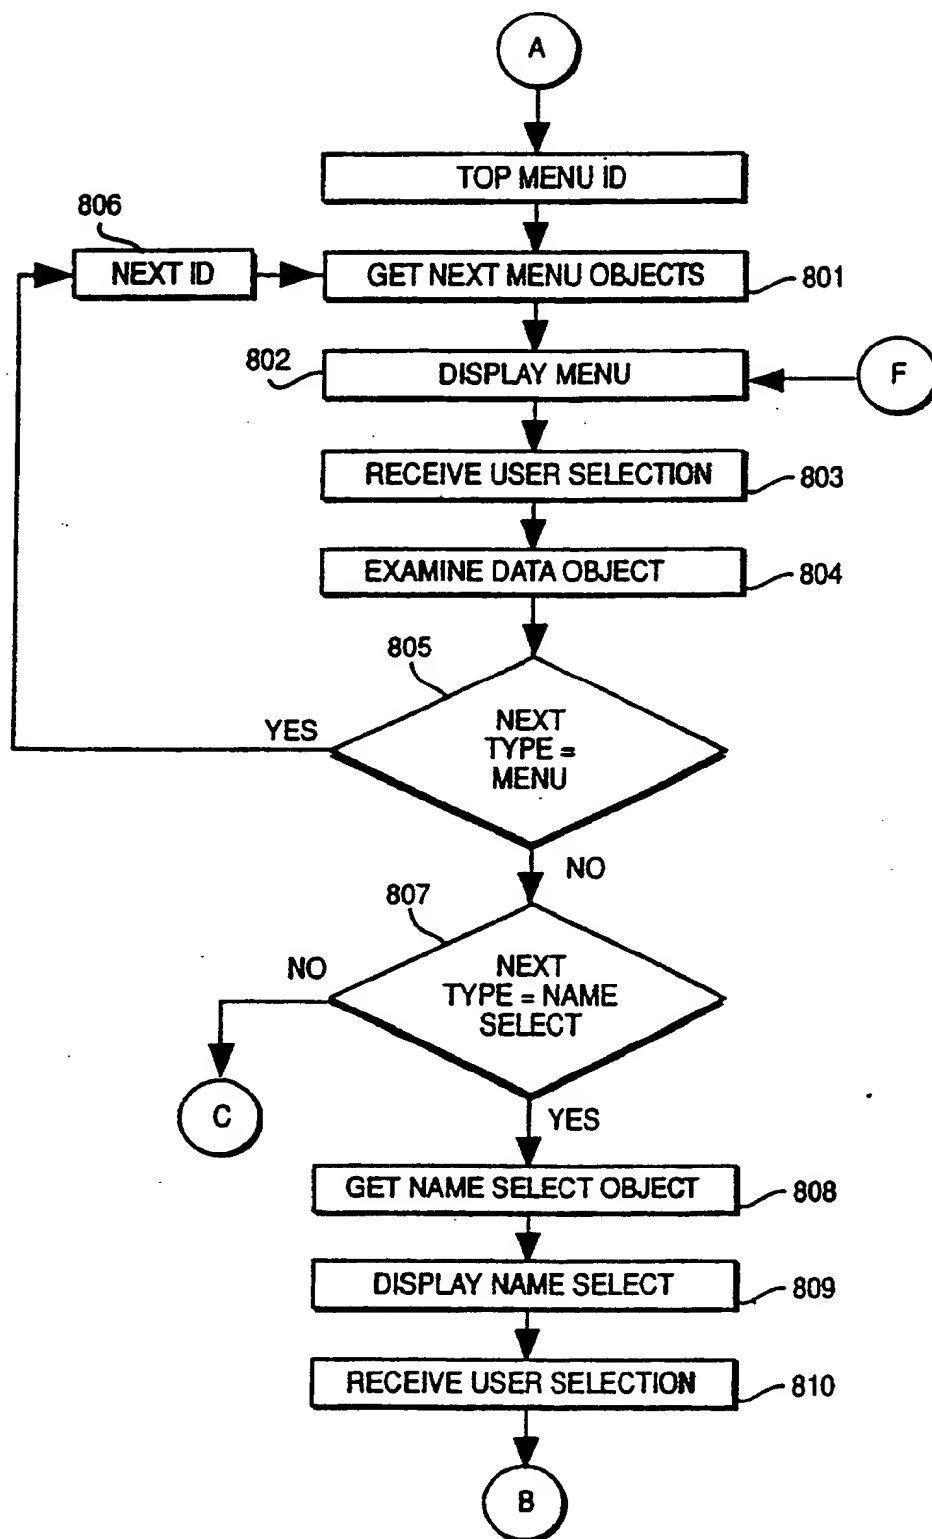 A
TOP MENU ID
806
NEXT ID
GET NEXT MENU OBJECTS
801
802
DISPLAY MENU
F
RECEIVE USER SELECTION
803
EXAMINE DATA OBJECT
804
805
YES
NEXT
TYPE =
MENU
NO
807
NO
NEXT
TYPE = NAME
SELECT
C
YES
GET NAME SELECT OBJECT
808
DISPLAY NAME SELECT
809
RECEIVE USER SELECTION
810
B